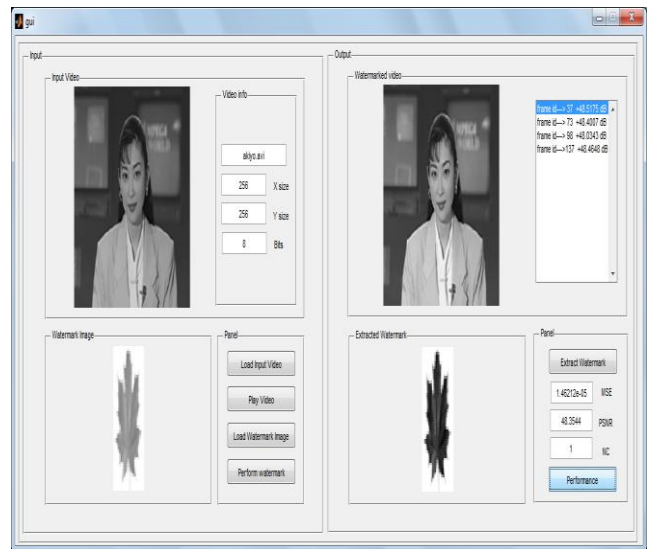 gui
Input
Input Video
Video info
akiyo.avi
256 X size
256 Y size
8 Bits
Watermark Image
Panel
Load Input Video
Play Video
Load Watermark Image
Perform watermark
Output
Watermarked video
frame id---> 37 +48.5175 dB
frame id---> 73 +48.4007 dB
frame id---> 98 +48.0343 dB
frame id--->137 +48.4648 dB
Extracted Watermark
Panel
Extract Watermark
1.46212e-05 MSE
48.3544 PSNR
1 NC
Performance
WORLD
WORLD